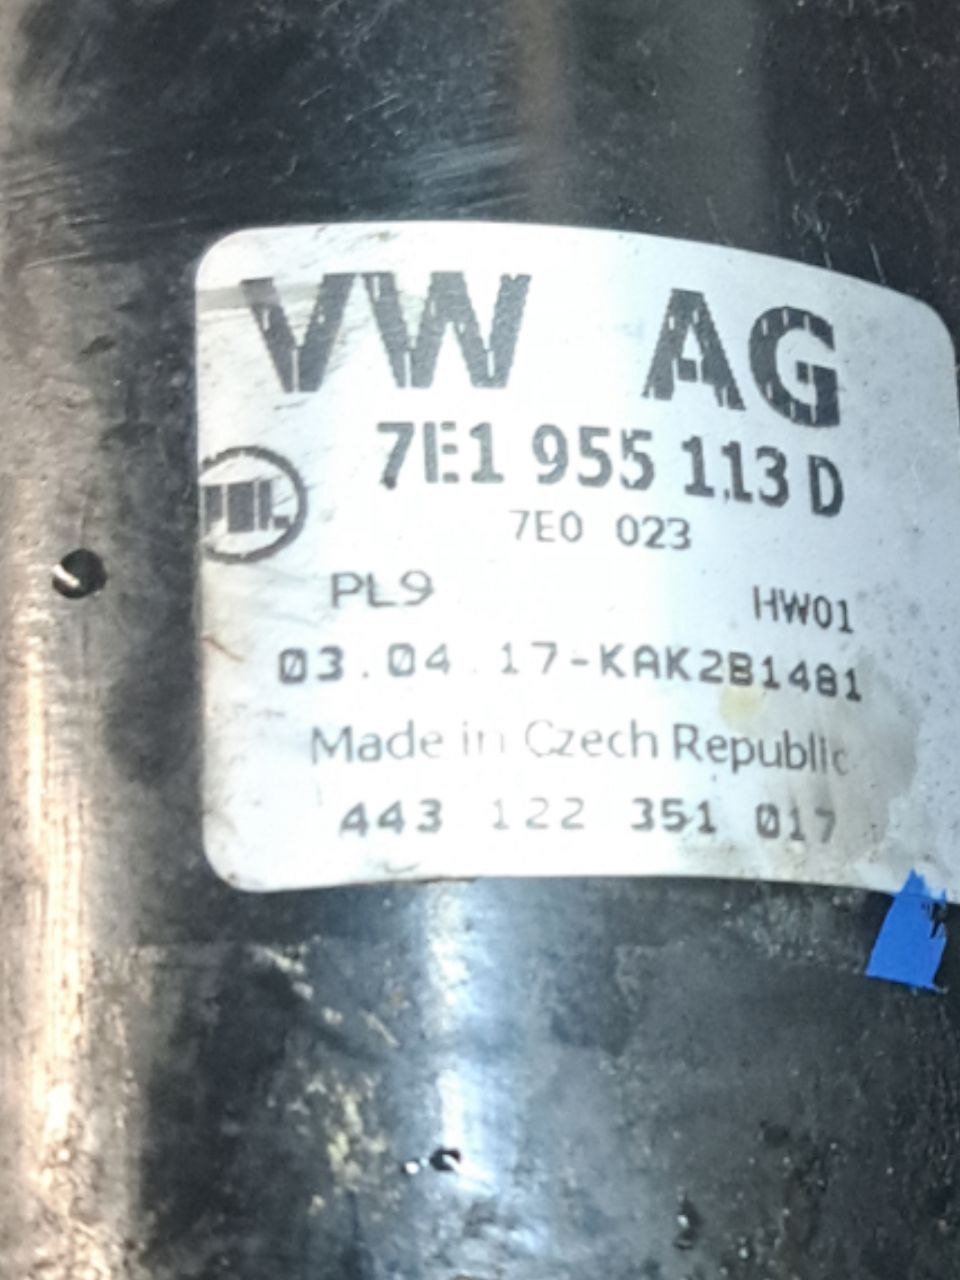 VW AG
7E1 955 113 D
7E0 023
PL9 HW01
03.04.17-KAK2B1481
Made in Czech Republic
443 122 351 017